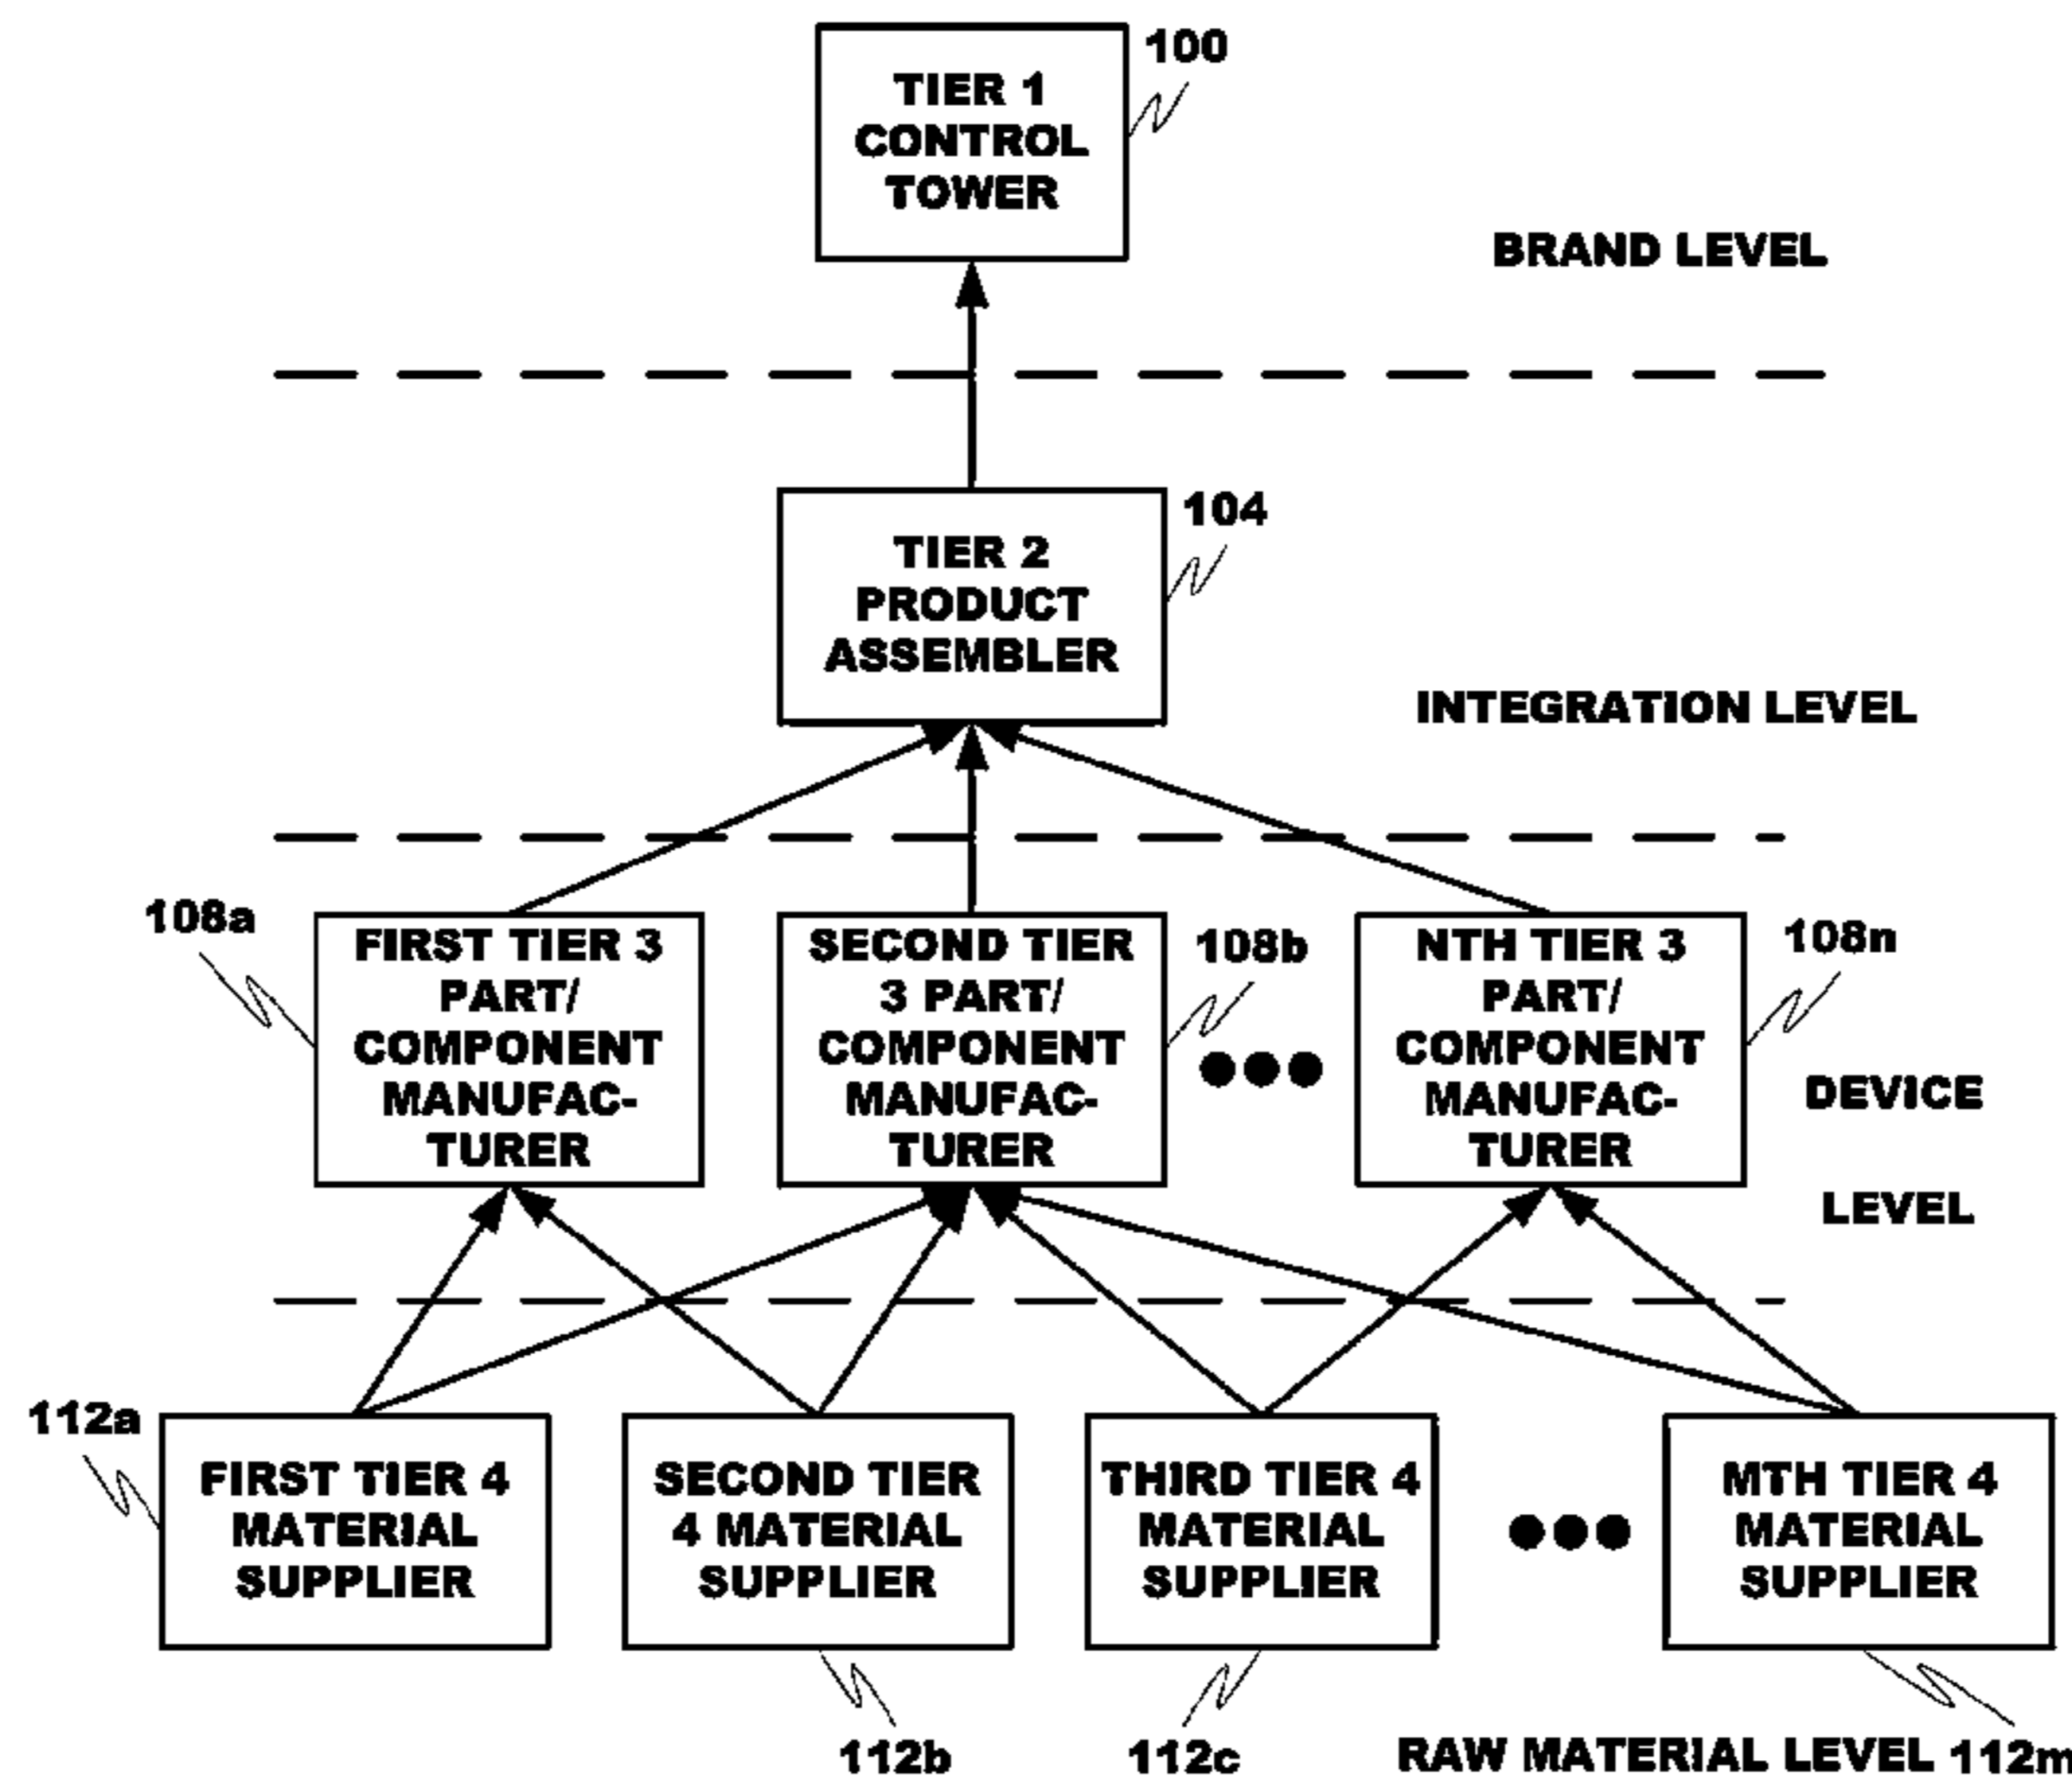 100
TIER 1
CONTROL
TOWER
BRAND LEVEL
104
TIER 2
PRODUCT
ASSEMBLER
INTEGRATION LEVEL
108a
FIRST TIER 3
PART/
COMPONENT
MANUFAC-
TURER
SECOND TIER
3 PART/
COMPONENT
MANUFAC-
TURER
108b
NTH TIER 3
PART/
COMPONENT
MANUFAC-
TURER
108n
DEVICE
LEVEL
112a
FIRST TIER 4
MATERIAL
SUPPLIER
SECOND TIER
4 MATERIAL
SUPPLIER
THIRD TIER 4
MATERIAL
SUPPLIER
MTH TIER 4
MATERIAL
SUPPLIER
112b
112c
RAW MATERIAL LEVEL
112m